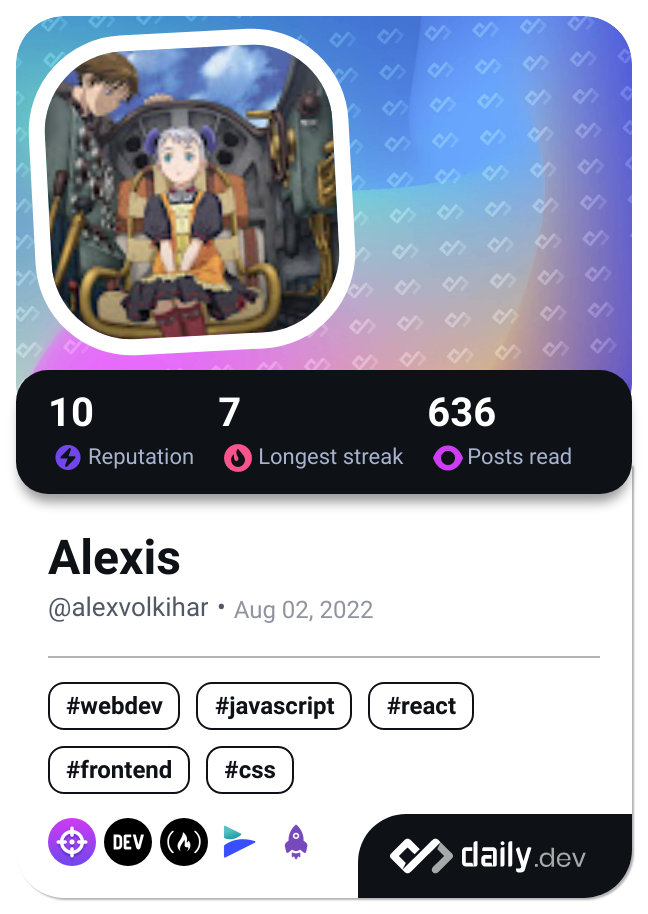 10 7 636
Reputation Longest streak Posts read
Alexis
@alexvolkihar • Aug 02, 2022
#webdev #javascript #react
#frontend #css
DEV
daily.dev